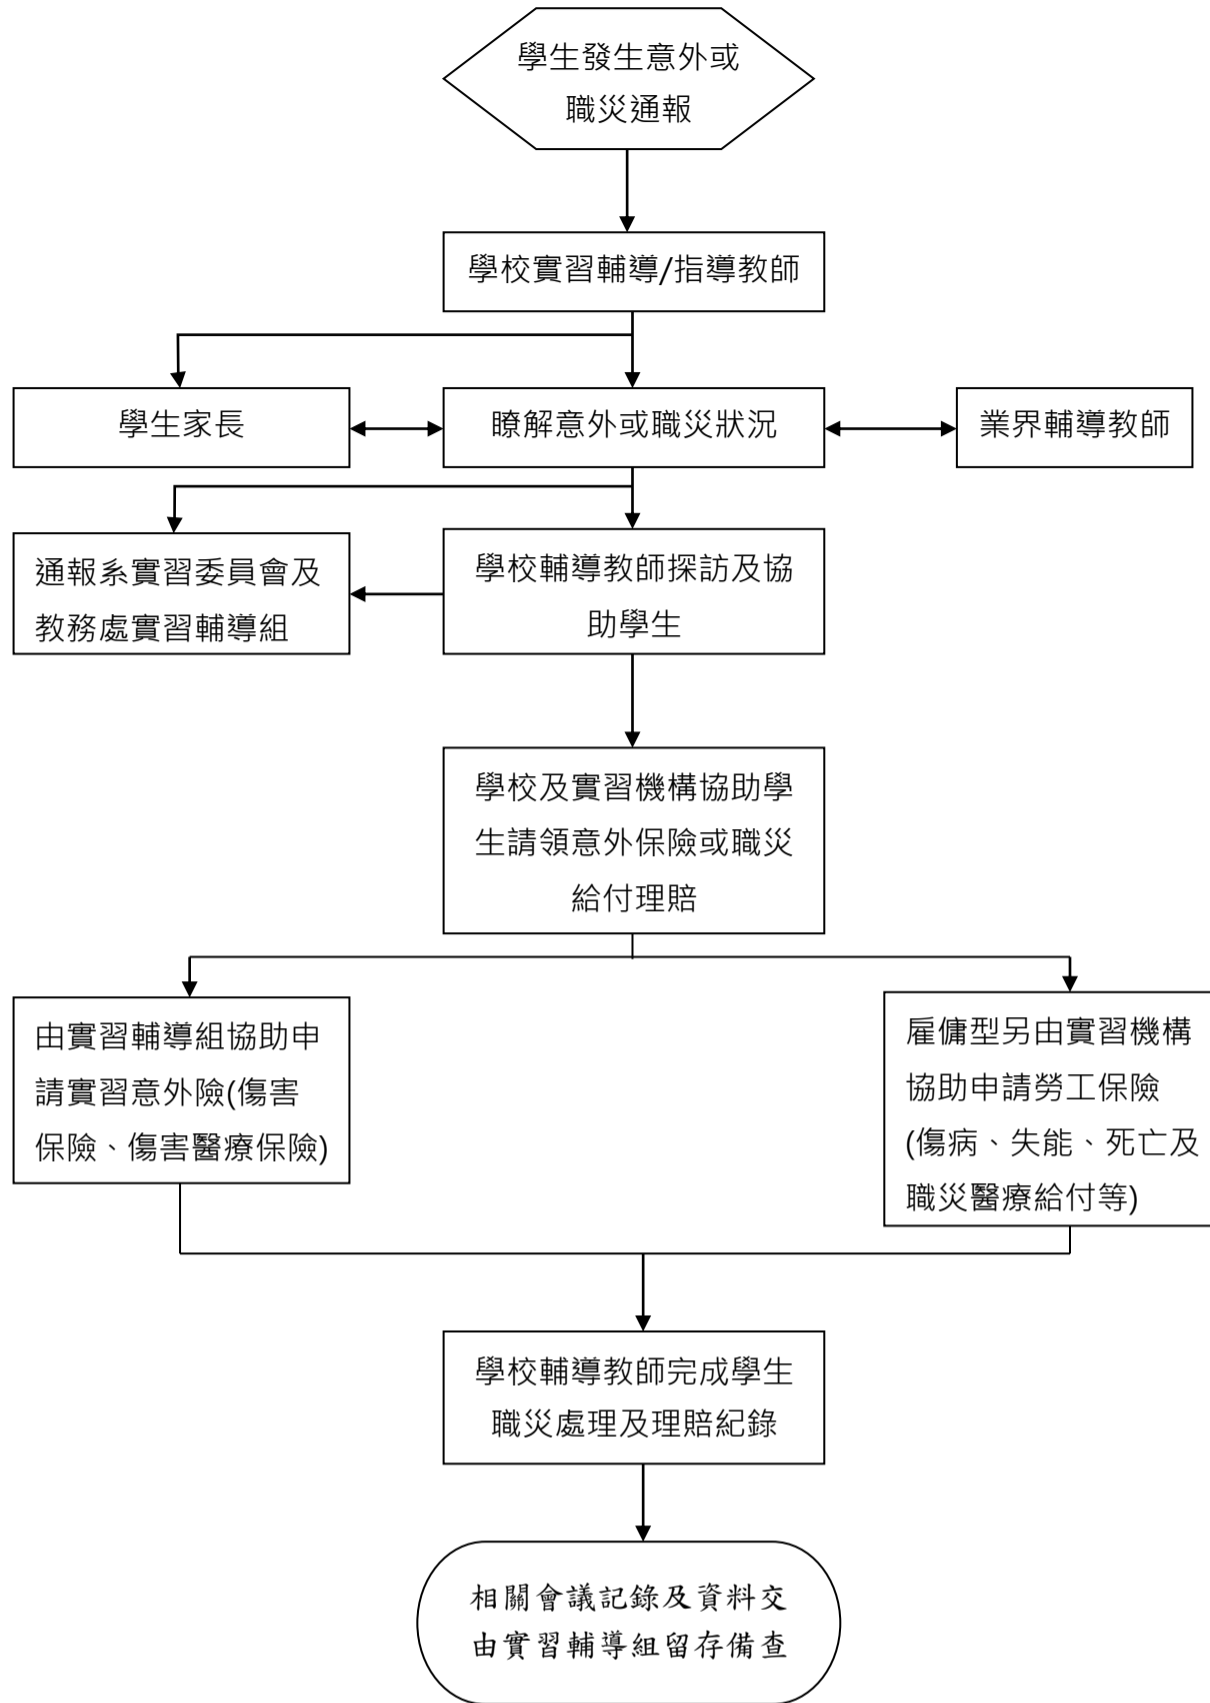 學生發生意外或
職災通報
學校實習輔導/指導教師
學生家長
瞭解意外或職災狀況
業界輔導教師
通報系實習委員會及
教務處實習輔導組
學校輔導教師探訪及協
助學生
學校及實習機構協助學
生請領意外保險或職災
給付理賠
由實習輔導組協助申
請實習意外險(傷害
保險、傷害醫療保險)
雇傭型另由實習機構
協助申請勞工保險
(傷病、失能、死亡及
職災醫療給付等)
學校輔導教師完成學生
職災處理及理賠紀錄
相關會議記錄及資料交
由實習輔導組留存備查